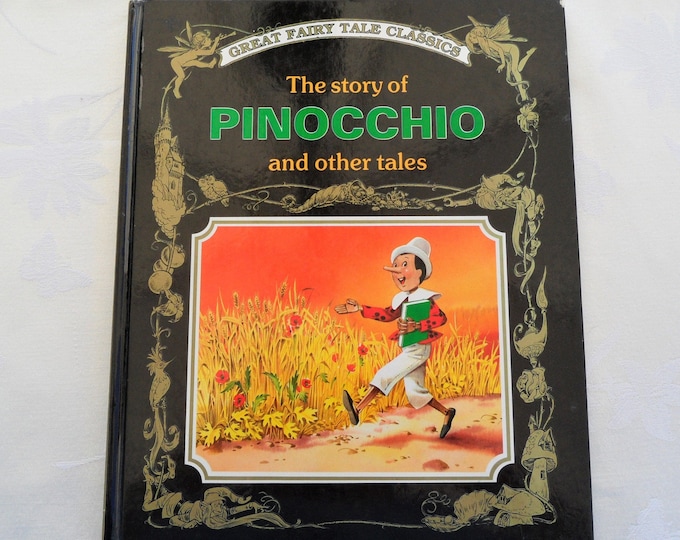 GREAT FAIRY TALE CLASSICS
The story of
PINOCCHIO
and other tales